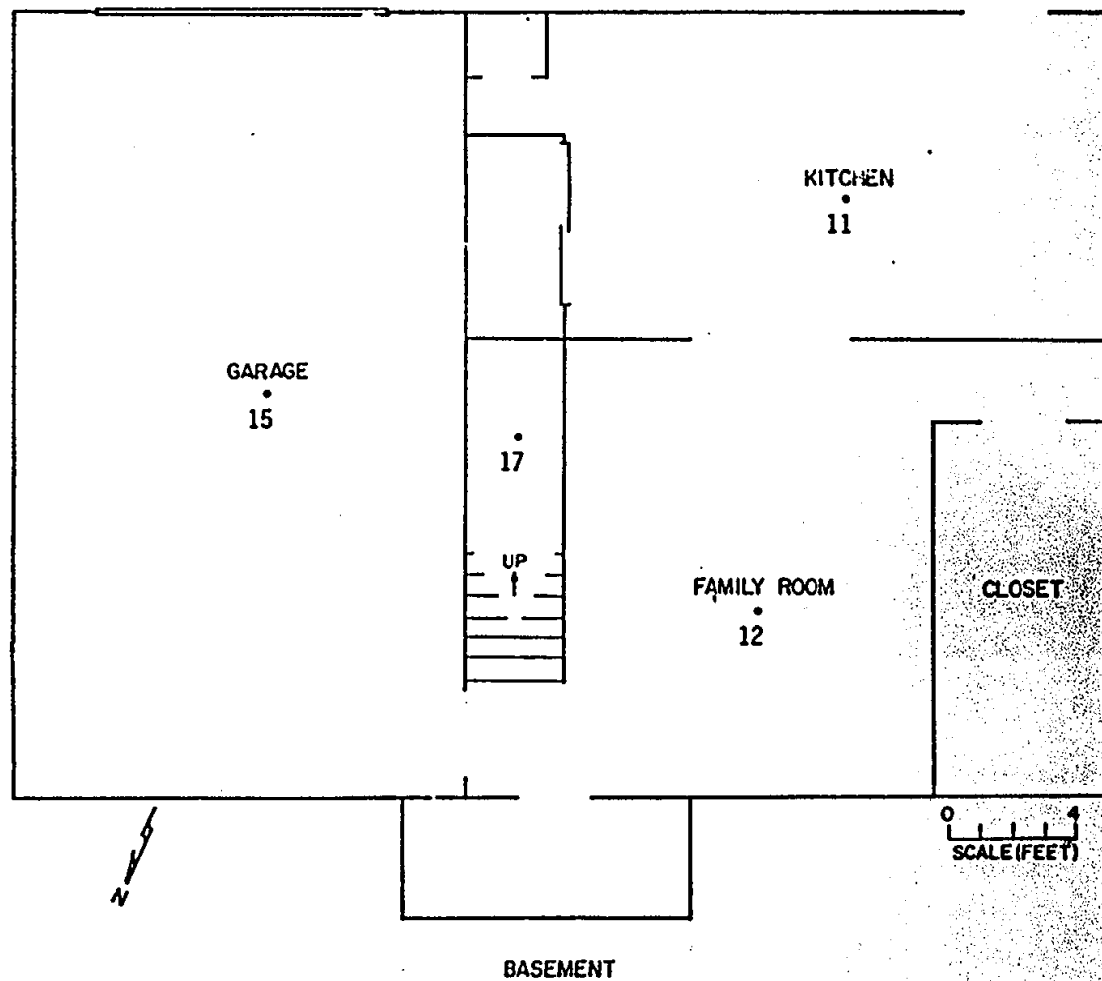 KITCHEN
11
GARAGE
15
17
UP
FAMILY ROOM
12
CLOSET
0 4
SCALE (FEET)
N
BASEMENT